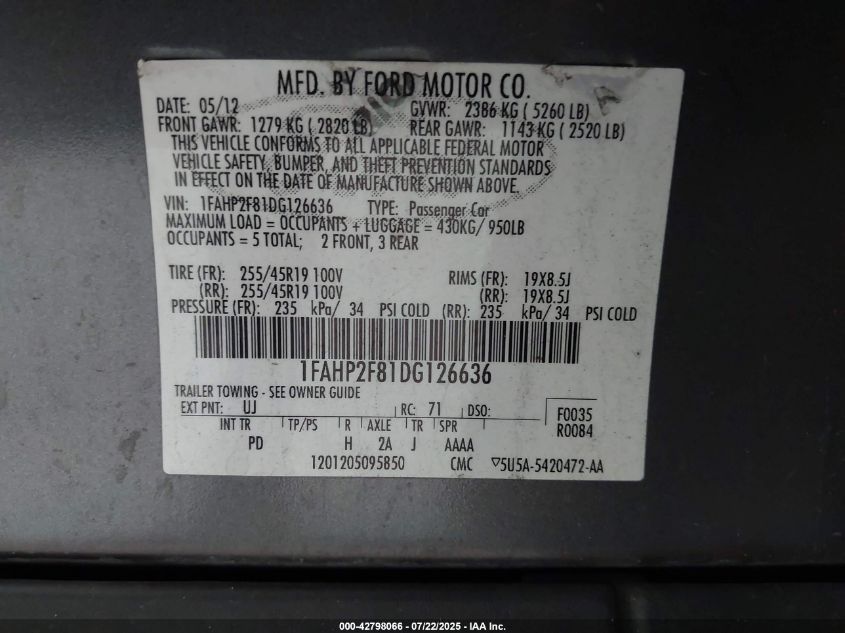 MFD. BY FORD MOTOR CO.
DATE: 05/12 GVWR: 2386 KG ( 5260 LB)
FRONT GAWR: 1279 KG ( 2820 LB) REAR GAWR: 1143 KG ( 2520 LB)
THIS VEHICLE CONFORMS TO ALL APPLICABLE FEDERAL MOTOR
VEHICLE SAFETY, BUMPER, AND THEFT PREVENTION STANDARDS
IN EFFECT ON THE DATE OF MANUFACTURE SHOWN ABOVE.
VIN: 1FAHP2F81DG126636 TYPE: Passenger Car
MAXIMUM LOAD = OCCUPANTS + LUGGAGE = 430KG/ 950LB
OCCUPANTS = 5 TOTAL; 2 FRONT, 3 REAR
TIRE (FR): 255/45R19 100V RIMS (FR): 19X8.5J
(RR): 255/45R19 100V (RR): 19X8.5J
PRESSURE (FR): 235 kPa/ 34 PSI COLD (RR): 235 kPa/ 34 PSI COLD
1FAHP2F81DG126636
TRAILER TOWING - SEE OWNER GUIDE
EXT PNT: UJ RC: 71 DSO: F0035
INT TR TP/PS R AXLE TR SPR R0084
PD H 2A J AAAA
1201205095850 CMC ▽5U5A-5420472-AA
000-42798066 - 07/22/2025 - IAA Inc.